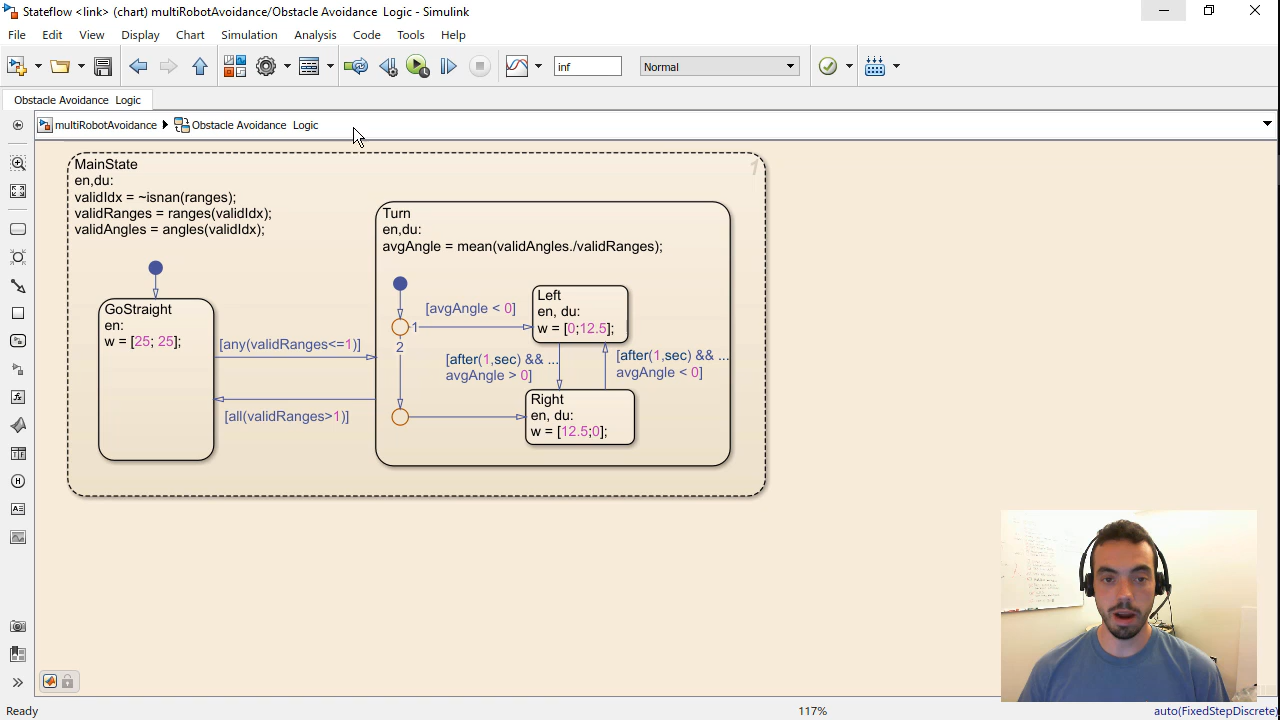 Stateflow <link> (chart) multiRobotAvoidance/Obstacle Avoidance Logic - Simulink
File Edit View Display Chart Simulation Analysis Code Tools Help
inf
Normal
Obstacle Avoidance Logic
multiRobotAvoidance Obstacle Avoidance Logic
MainState
en,du:
validIdx = ~isnan(ranges);
validRanges = ranges(validIdx);
validAngles = angles(validIdx);
1
Turn
en,du:
avgAngle = mean(validAngles./validRanges);
GoStraight
en:
w = [25; 25];
[any(validRanges<=1)]
[all(validRanges>1)]
[avgAngle < 0]
1
2
Left
en, du:
w = [0;12.5];
[after(1,sec) && ...
avgAngle > 0]
[after(1,sec) && ...
avgAngle < 0]
Right
en, du:
w = [12.5;0];
Ready
117%
auto(FixedStepDiscrete)